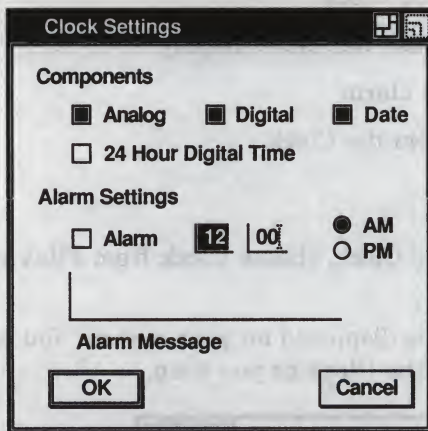 Clock Settings
Components
Analog Digital Date
24 Hour Digital Time
Alarm Settings
Alarm 12 00 AM
PM
Alarm Message
OK Cancel